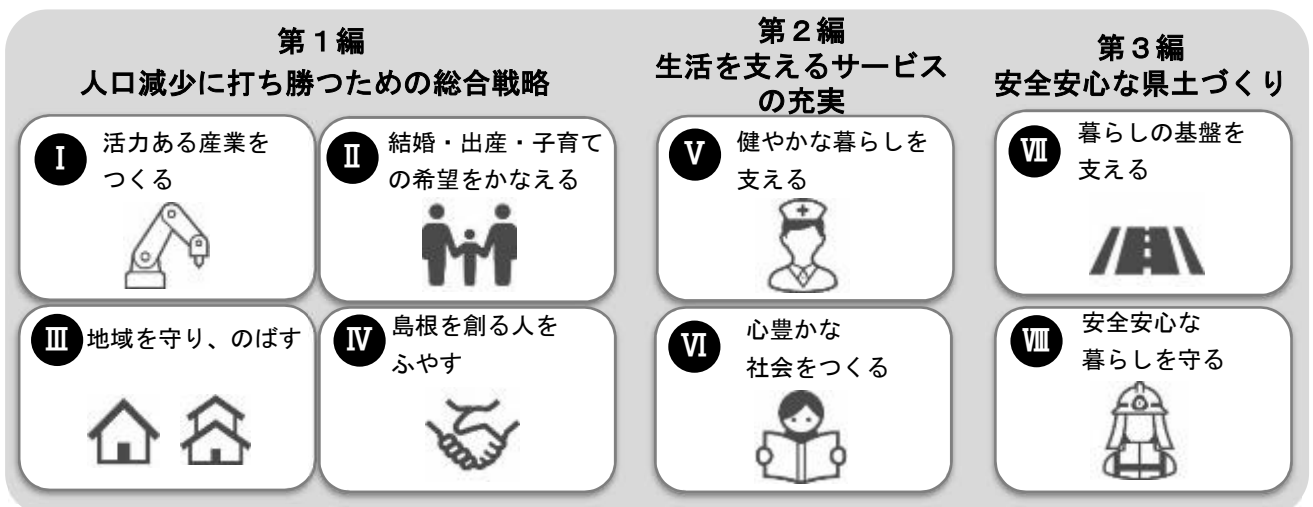 第1編
人口減少に打ち勝つための総合戦略
Ⅰ
活力ある産業を
つくる
Ⅱ
結婚・出産・子育て
の希望をかなえる
Ⅲ
地域を守り、のばす
Ⅳ
島根を創る人を
ふやす
第2編
生活を支えるサービス
の充実
Ⅴ
健やかな暮らしを
支える
Ⅵ
心豊かな
社会をつくる
第3編
安全安心な県土づくり
Ⅶ
暮らしの基盤を
支える
Ⅷ
安全安心な
暮らしを守る